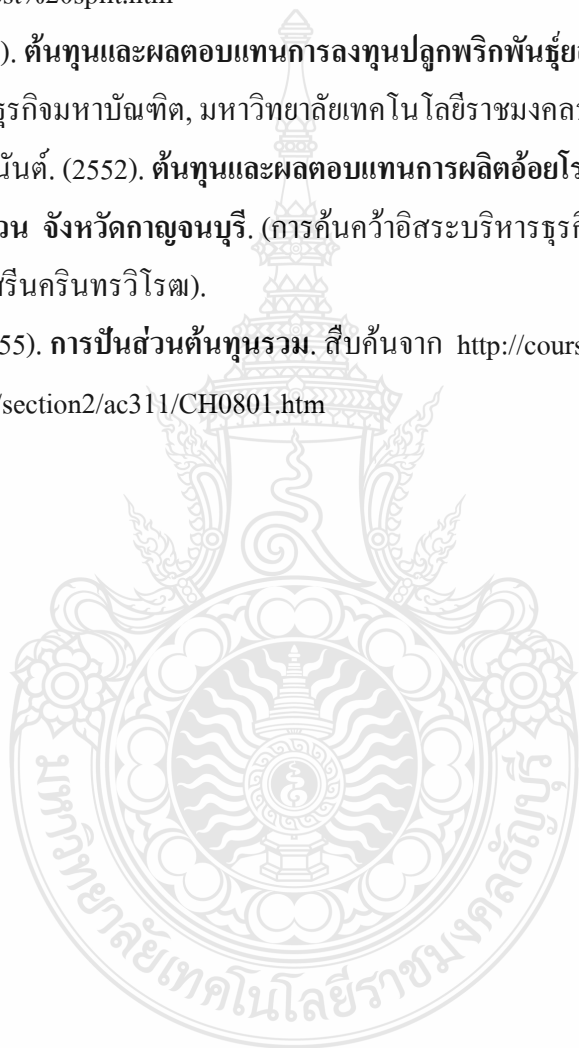 ). ต้นทุนและผลตอบแทนการลงทุนปลูกพริกพันธุ์ย
ธุรกิจมหาบัณฑิต, มหาวิทยาลัยเทคโนโลยีราชมงคล
นันต์. (2552). ต้นทุนและผลตอบแทนการผลิตอ้อยโร
วน จังหวัดกาญจนบุรี. (การค้นคว้าอิสระบริหารธุรกิ
รีนครินทรวิโรฒ).
55). การปันส่วนต้นทุนรวม. สืบค้นจาก http://cours
/section2/ac311/CH0801.htm
มหาวิทยาลัยเทคโนโลยีราชมงคลธัญบุรี